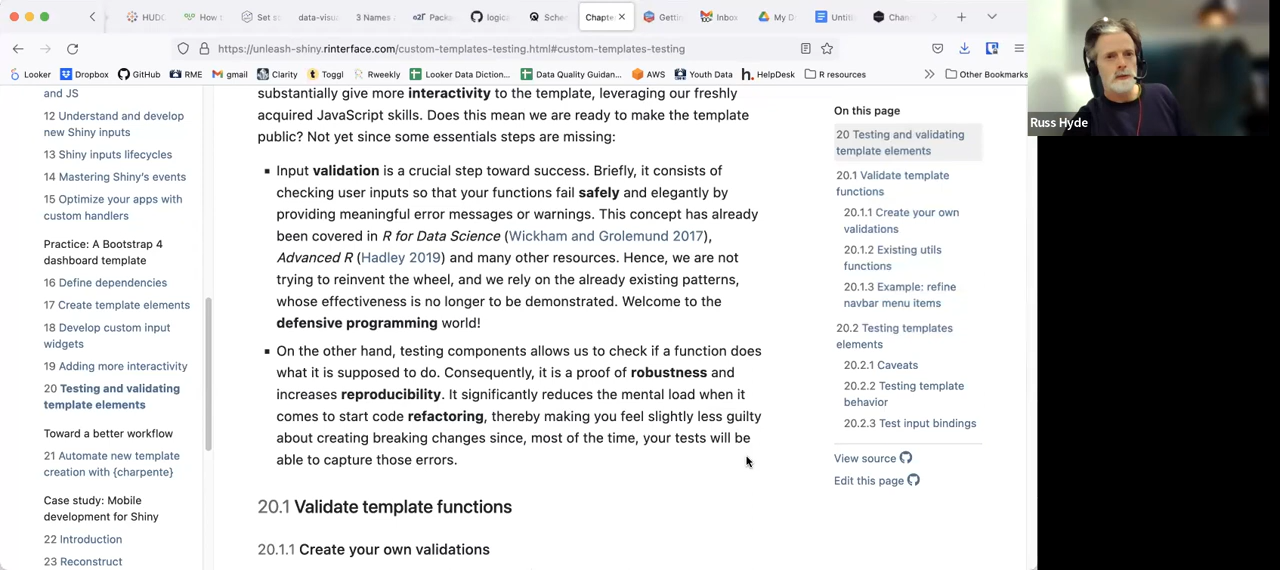 HUDC
How t
Set s
data-visua
3 Names
Packa
logica
Scher
Chapte
Gettin
Inbox
My D
Untitl
Chan
https://unleash-shiny.rinterface.com/custom-templates-testing.html#custom-templates-testing
Looker
Dropbox
GitHub
RME
gmail
Clarity
Toggl
Rweekly
Looker Data Diction...
Data Quality Guidan...
AWS
Youth Data
HelpDesk
R resources
Other Bookmarks
Russ Hyde
and JS
12 Understand and develop
new Shiny inputs
13 Shiny inputs lifecycles
14 Mastering Shiny's events
15 Optimize your apps with
custom handlers
Practice: A Bootstrap 4
dashboard template
16 Define dependencies
17 Create template elements
18 Develop custom input
widgets
19 Adding more interactivity
20 Testing and validating
template elements
Toward a better workflow
21 Automate new template
creation with {charpente}
Case study: Mobile
development for Shiny
22 Introduction
23 Reconstruct
substantially give more interactivity to the template, leveraging our freshly
acquired JavaScript skills. Does this mean we are ready to make the template
public? Not yet since some essentials steps are missing:
▪ Input validation is a crucial step toward success. Briefly, it consists of
checking user inputs so that your functions fail safely and elegantly by
providing meaningful error messages or warnings. This concept has already
been covered in R for Data Science (Wickham and Grolemund 2017),
Advanced R (Hadley 2019) and many other resources. Hence, we are not
trying to reinvent the wheel, and we rely on the already existing patterns,
whose effectiveness is no longer to be demonstrated. Welcome to the
defensive programming world!
▪ On the other hand, testing components allows us to check if a function does
what it is supposed to do. Consequently, it is a proof of robustness and
increases reproducibility. It significantly reduces the mental load when it
comes to start code refactoring, thereby making you feel slightly less guilty
about creating breaking changes since, most of the time, your tests will be
able to capture those errors.
20.1 Validate template functions
20.1.1 Create your own validations
On this page
20 Testing and validating
template elements
20.1 Validate template
functions
20.1.1 Create your own
validations
20.1.2 Existing utils
functions
20.1.3 Example: refine
navbar menu items
20.2 Testing templates
elements
20.2.1 Caveats
20.2.2 Testing template
behavior
20.2.3 Test input bindings
View source
Edit this page